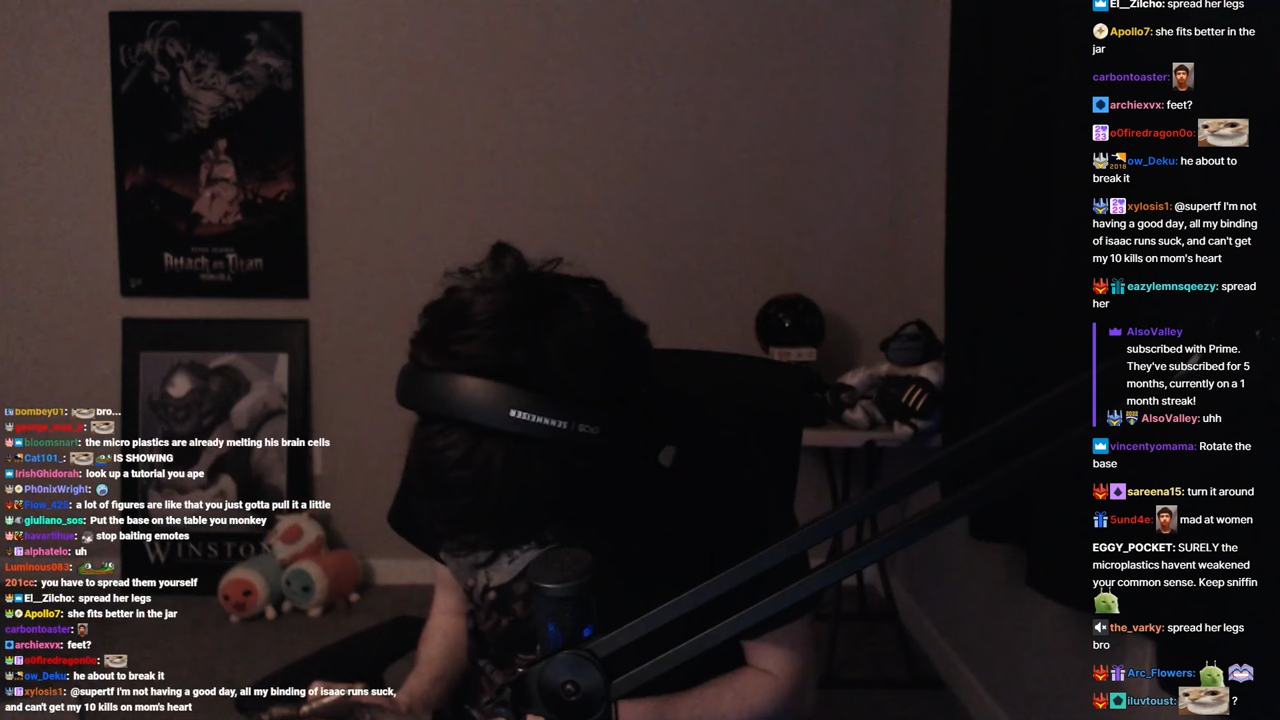 Attack on Titan
WINSTON
SENNHEISER
EPOS
bombey01: bro...
george_max_2:
bloomsnart: the micro plastics are already melting his brain cells
Cat101_: IS SHOWING
IrishGhidorah: look up a tutorial you ape
Ph0nixWright:
Flow_425: a lot of figures are like that you just gotta pull it a little
giuliano_sos: Put the base on the table you monkey
havartihue: stop baiting emotes
alphatelo: uh
Luminous083:
201cc: you have to spread them yourself
El__Zilcho: spread her legs
Apollo7: she fits better in the jar
carbontoaster:
archiexvx: feet?
o0firedragon0o:
ow_Deku: he about to break it
xylosis1: @supertf I'm not having a good day, all my binding of isaac runs suck,
and can't get my 10 kills on mom's heart
El__Zilcho: spread her legs
Apollo7: she fits better in the
jar
carbontoaster:
archiexvx: feet?
o0firedragon0o:
ow_Deku: he about to
break it
xylosis1: @supertf I'm not
having a good day, all my binding
of isaac runs suck, and can't get
my 10 kills on mom's heart
eazylemnsqeezy: spread
her
AlsoValley
subscribed with Prime.
They've subscribed for 5
months, currently on a 1
month streak!
AlsoValley: uhh
vincentyomama: Rotate the
base
sareena15: turn it around
5und4e: mad at women
EGGY_POCKET: SURELY the
microplastics havent weakened
your common sense. Keep sniffin
the_varky: spread her legs
bro
Arc_Flowers:
iluvtoust: ?